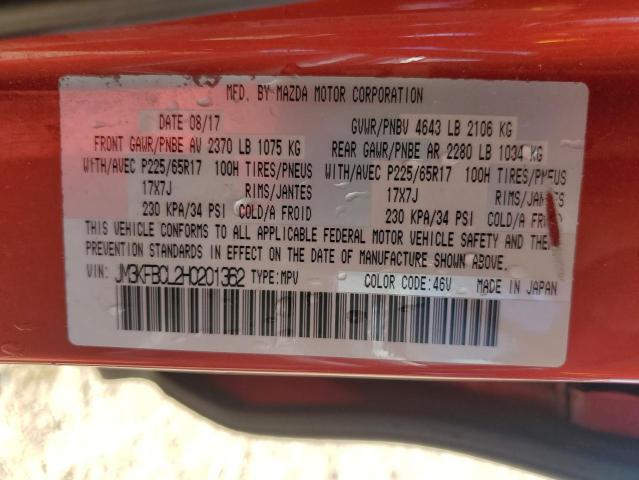 MFD. BY MAZDA MOTOR CORPORATION
DATE 08/17 GVWR/PNBV 4643 LB 2106 KG
FRONT GAWR/PNBE AV 2370 LB 1075 KG REAR GAWR/PNBE AR 2280 LB 1034 KG
WITH/AVEC P225/65R17 100H TIRES/PNEUS WITH/AVEC P225/65R17 100H TIRES/PNEUS
17X7J RIMS/JANTES 17X7J RIMS/JANTES
230 KPA/34 PSI COLD/A FROID 230 KPA/34 PSI COLD/A FROID
THIS VEHICLE CONFORMS TO ALL APPLICABLE FEDERAL MOTOR VEHICLE SAFETY AND THEFT
PREVENTION STANDARDS IN EFFECT ON THE DATE OF MANUFACTURE SHOWN ABOVE.
VIN: JM3KFBCL2H0201362 TYPE:MPV COLOR CODE:46V MADE IN JAPAN